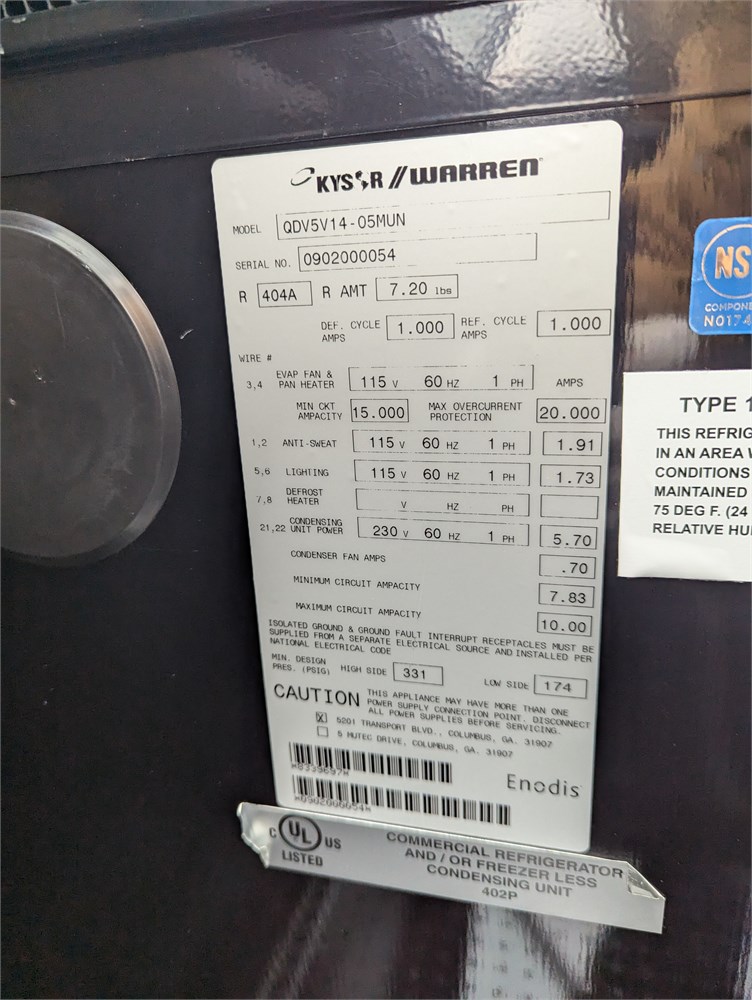 KYSOR//WARREN
MODEL QDV5V14-05MUN
SERIAL NO. 0902000054
R 404A R AMT 7.20 lbs
DEF. CYCLE AMPS 1.000 REF. CYCLE AMPS 1.000
WIRE #
3,4 EVAP FAN & PAN HEATER 115 V 60 HZ 1 PH AMPS
MIN CKT AMPACITY 15.000 MAX OVERCURRENT PROTECTION 20.000
1,2 ANTI-SWEAT 115 V 60 HZ 1 PH 1.91
5,6 LIGHTING 115 V 60 HZ 1 PH 1.73
7,8 DEFROST HEATER V HZ PH
21,22 CONDENSING UNIT POWER 230 V 60 HZ 1 PH 5.70
CONDENSER FAN AMPS .70
MINIMUM CIRCUIT AMPACITY 7.83
MAXIMUM CIRCUIT AMPACITY 10.00
ISOLATED GROUND & GROUND FAULT INTERRUPT RECEPTACLES MUST BE
SUPPLIED FROM A SEPARATE ELECTRICAL SOURCE AND INSTALLED PER
NATIONAL ELECTRICAL CODE
MIN. DESIGN PRES. (PSIG) HIGH SIDE 331 LOW SIDE 174
CAUTION THIS APPLIANCE MAY HAVE MORE THAN ONE
POWER SUPPLY CONNECTION POINT. DISCONNECT
ALL POWER SUPPLIES BEFORE SERVICING.
X 5201 TRANSPORT BLVD., COLUMBUS, GA. 31907
5 MUTEC DRIVE, COLUMBUS, GA. 31907
*8339697*
*0902000054*
Enodis
C UL US
LISTED
COMMERCIAL REFRIGERATOR
AND / OR FREEZER LESS
CONDENSING UNIT
402P
NS
COMPONE
N0174
TYPE 1
THIS REFRIG
IN AN AREA W
CONDITIONS
MAINTAINED
75 DEG F. (24
RELATIVE HU